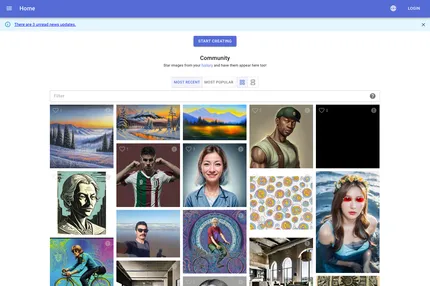 Home
LOGIN
There are 3 unread news updates.
START CREATING
Community
Star images from your history and have them appear here too!
MOST RECENT
MOST POPULAR
Filter